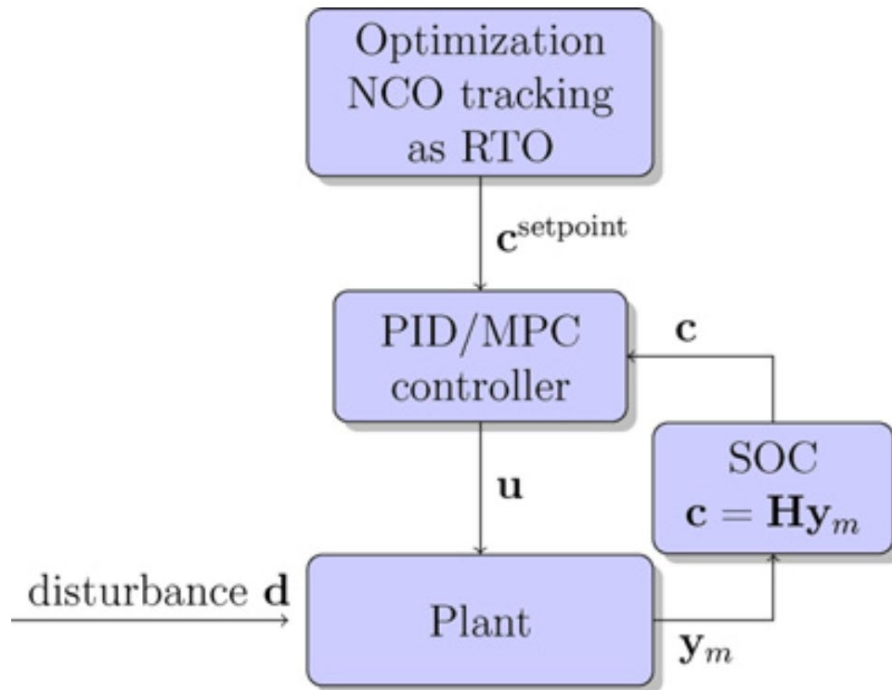 Optimization
NCO tracking
as RTO
c^setpoint
PID/MPC
controller
c
SOC
c = Hy_m
u
disturbance d
Plant
y_m